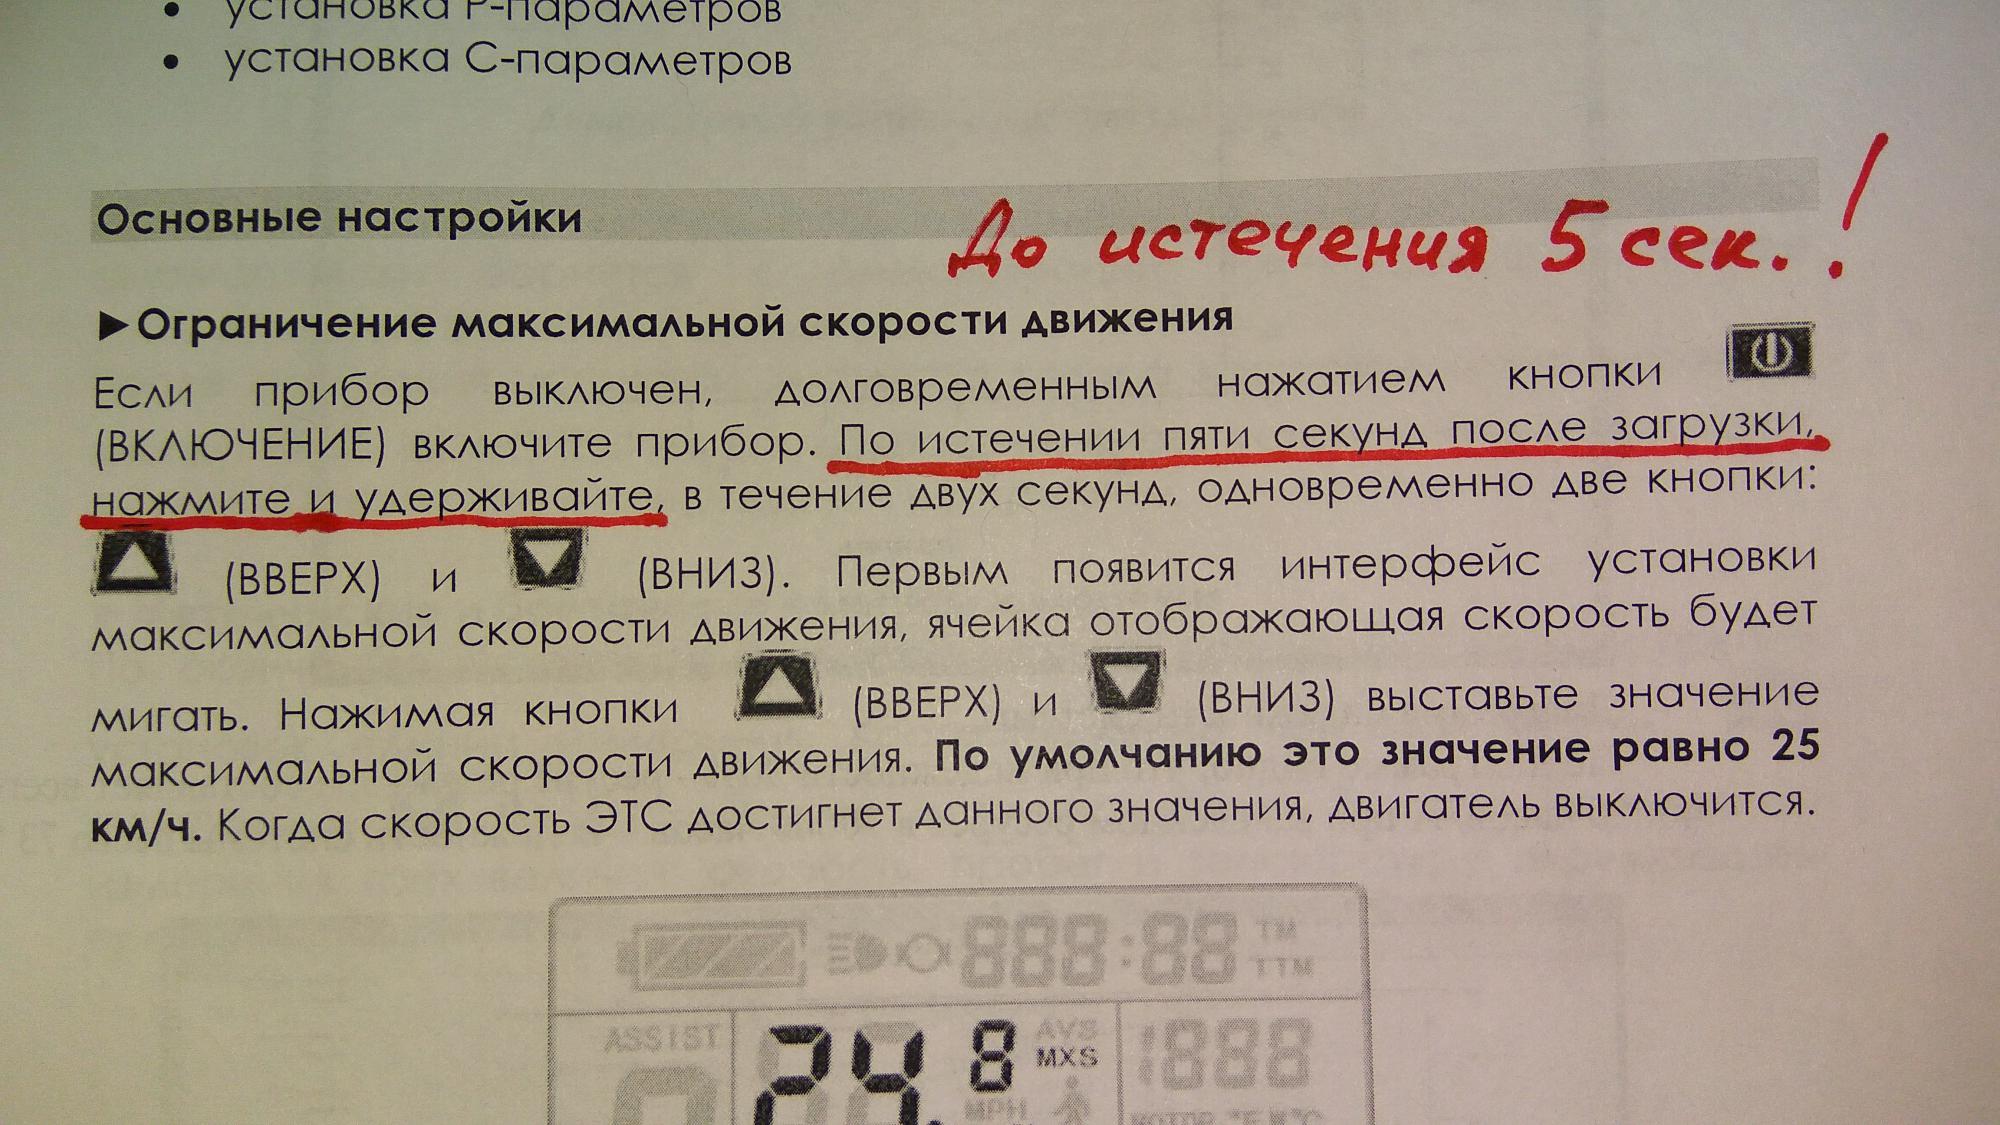 установка Р-параметров
установка С-параметров
До истечения 5 сек.!
Основные настройки
►Ограничение максимальной скорости движения
Если прибор выключен, долговременным нажатием кнопки
(ВКЛЮЧЕНИЕ) включите прибор. По истечении пяти секунд после загрузки,
нажмите и удерживайте, в течение двух секунд, одновременно две кнопки:
(ВВЕРХ) и (ВНИЗ). Первым появится интерфейс установки
максимальной скорости движения, ячейка отображающая скорость будет
мигать. Нажимая кнопки (ВВЕРХ) и (ВНИЗ) выставьте значение
максимальной скорости движения. По умолчанию это значение равно 25
км/ч. Когда скорость ЭТС достигнет данного значения, двигатель выключится.
888:88 TM
TTM
ASSIST 24.8 AVS 1888
MXS
MPH MOTOR